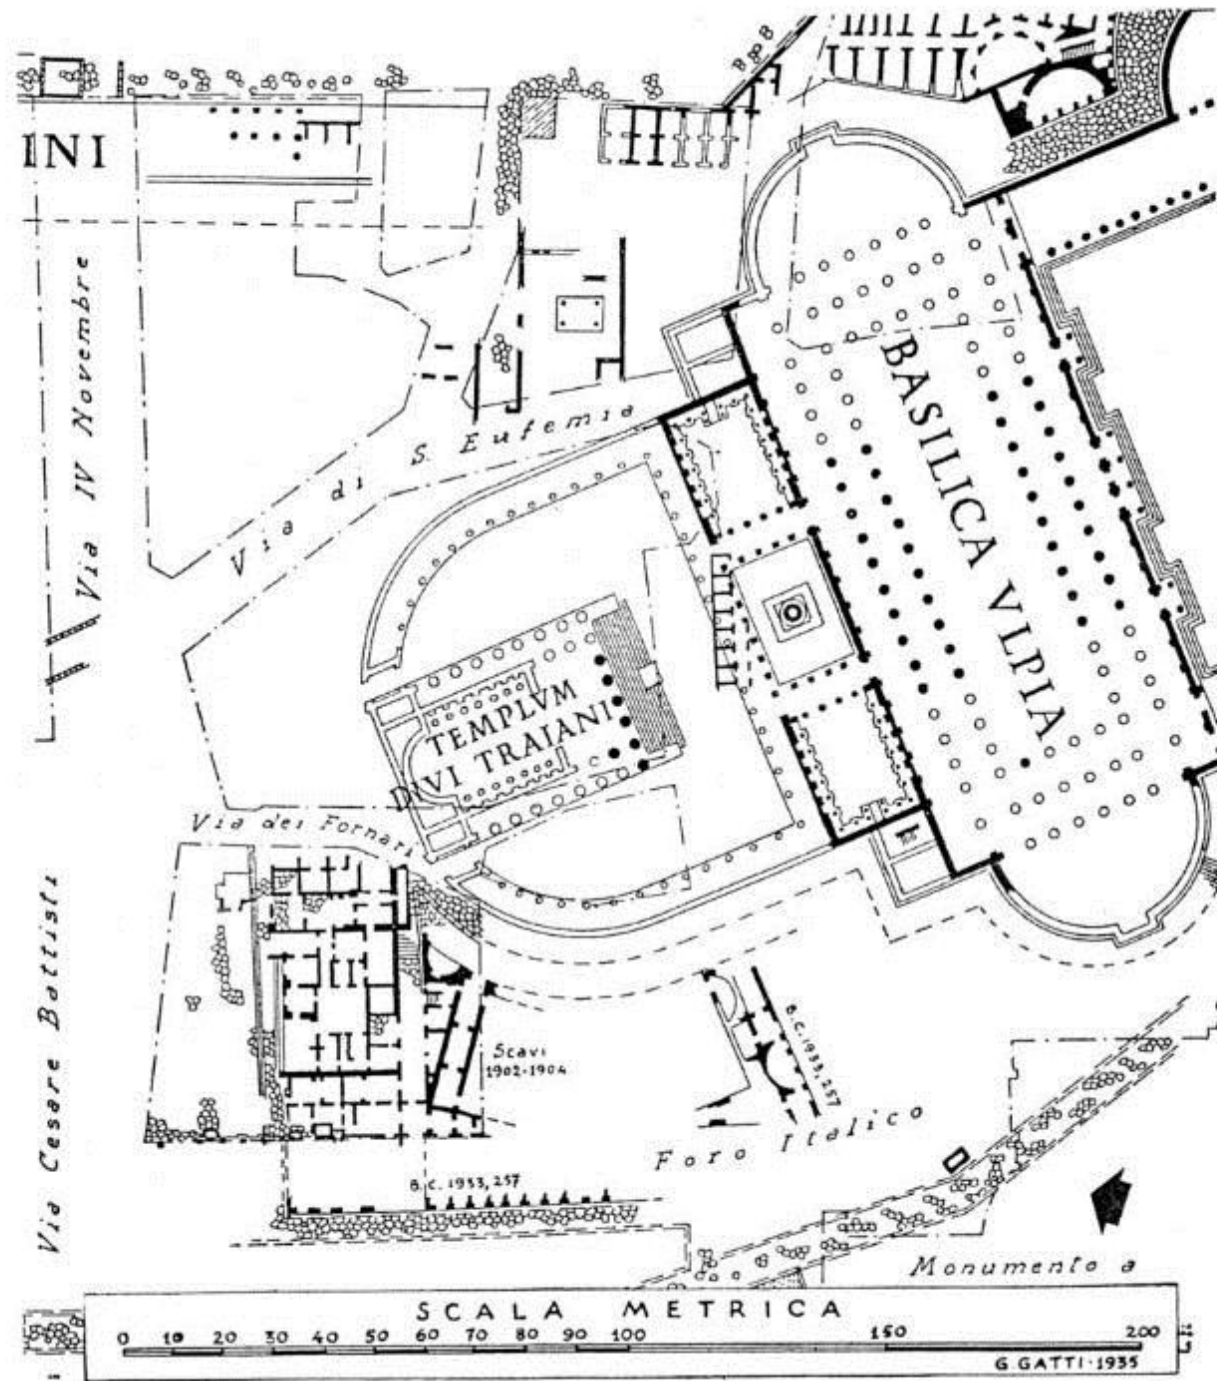 B P B
INI
Via IV Novembre
BASILICA VLPIA
Via di S. Eufemia
TEMPLVM
DIVI TRAIANI
Via dei Fornari
Via Cesare Battisti
Scavi
1902-1904
B.C. 1933, 257
Foro Italico
B.C. 1933, 257
Monumento a
SCALA METRICA
0 10 20 30 40 50 60 70 80 90 100 150 200
G. GATTI · 1935